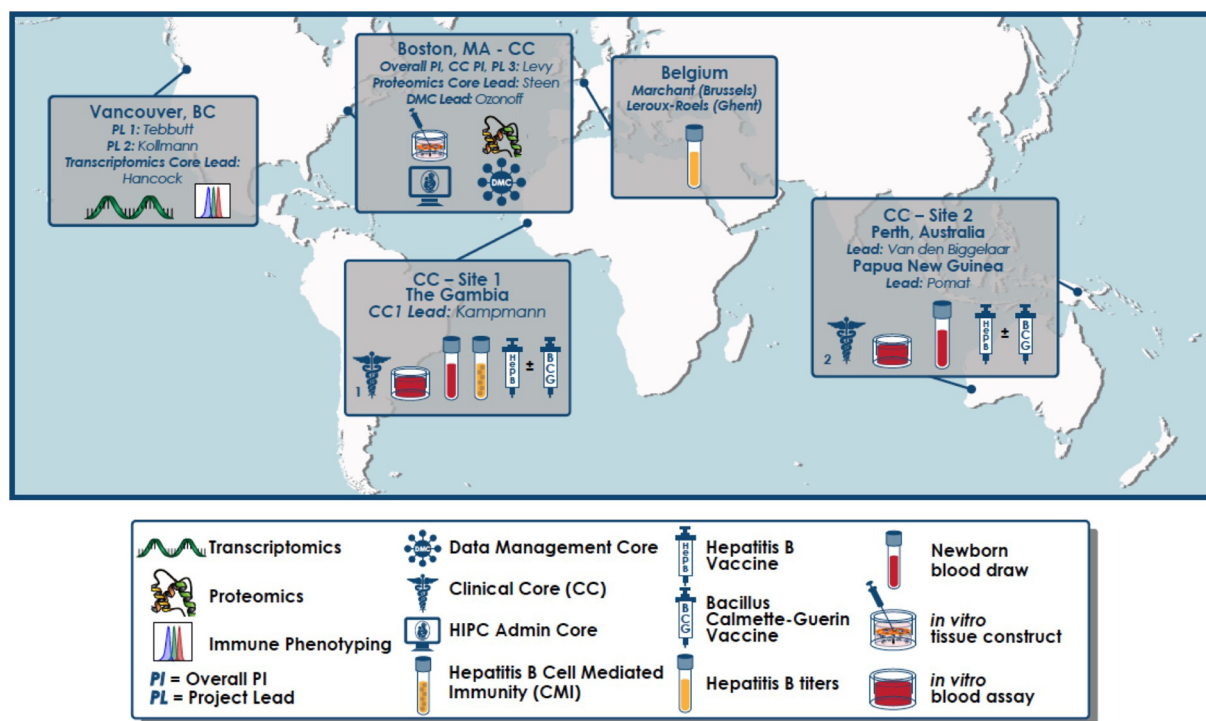 Vancouver, BC
PL 1: Tebbutt
PL 2: Kollmann
Transcriptomics Core Lead:
Hancock
Boston, MA - CC
Overall PI, CC PI, PL 3: Levy
Proteomics Core Lead: Steen
DMC Lead: Ozonoff
DMC
Belgium
Marchant (Brussels)
Leroux-Roels (Ghent)
CC – Site 1
The Gambia
CC1 Lead: Kampmann
1
HepB
±
BCG
CC – Site 2
Perth, Australia
Lead: Van den Biggelaar
Papua New Guinea
Lead: Pomat
2
HepB
±
BCG
Transcriptomics
Proteomics
Immune Phenotyping
PI = Overall PI
PL = Project Lead
DMC
Data Management Core
Clinical Core (CC)
HIPC Admin Core
Hepatitis B Cell Mediated
Immunity (CMI)
HepB
Hepatitis B
Vaccine
BCG
Bacillus
Calmette-Guerin
Vaccine
Hepatitis B titers
Newborn
blood draw
in vitro
tissue construct
in vitro
blood assay